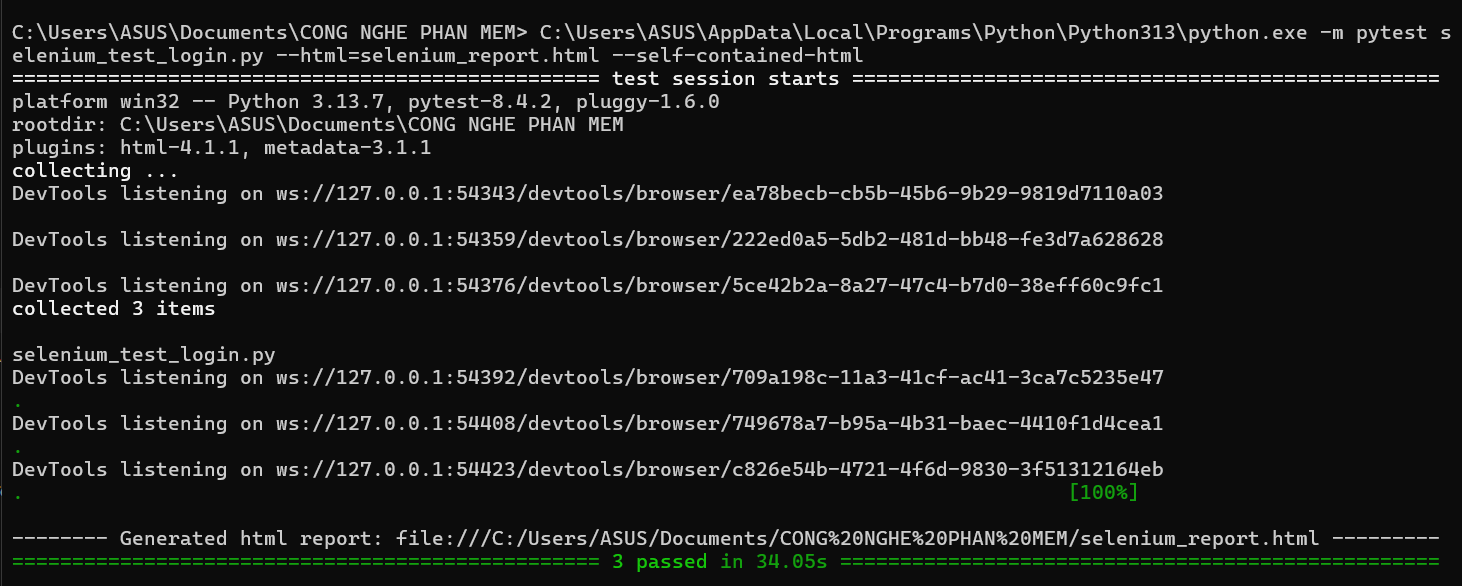 C:\Users\ASUS\Documents\CONG NGHE PHAN MEM> C:\Users\ASUS\AppData\Local\Programs\Python\Python313\python.exe -m pytest s
elenium_test_login.py --html=selenium_report.html --self-contained-html
================================================= test session starts =================================================
platform win32 -- Python 3.13.7, pytest-8.4.2, pluggy-1.6.0
rootdir: C:\Users\ASUS\Documents\CONG NGHE PHAN MEM
plugins: html-4.1.1, metadata-3.1.1
collecting ...
DevTools listening on ws://127.0.0.1:54343/devtools/browser/ea78becb-cb5b-45b6-9b29-9819d7110a03
DevTools listening on ws://127.0.0.1:54359/devtools/browser/222ed0a5-5db2-481d-bb48-fe3d7a628628
DevTools listening on ws://127.0.0.1:54376/devtools/browser/5ce42b2a-8a27-47c4-b7d0-38eff60c9fc1
collected 3 items
selenium_test_login.py
DevTools listening on ws://127.0.0.1:54392/devtools/browser/709a198c-11a3-41cf-ac41-3ca7c5235e47
.
DevTools listening on ws://127.0.0.1:54408/devtools/browser/749678a7-b95a-4b31-baec-4410f1d4cea1
.
DevTools listening on ws://127.0.0.1:54423/devtools/browser/c826e54b-4721-4f6d-9830-3f51312164eb
. [100%]
-------- Generated html report: file:///C:/Users/ASUS/Documents/CONG%20NGHE%20PHAN%20MEM/selenium_report.html ---------
================================================= 3 passed in 34.05s ==================================================